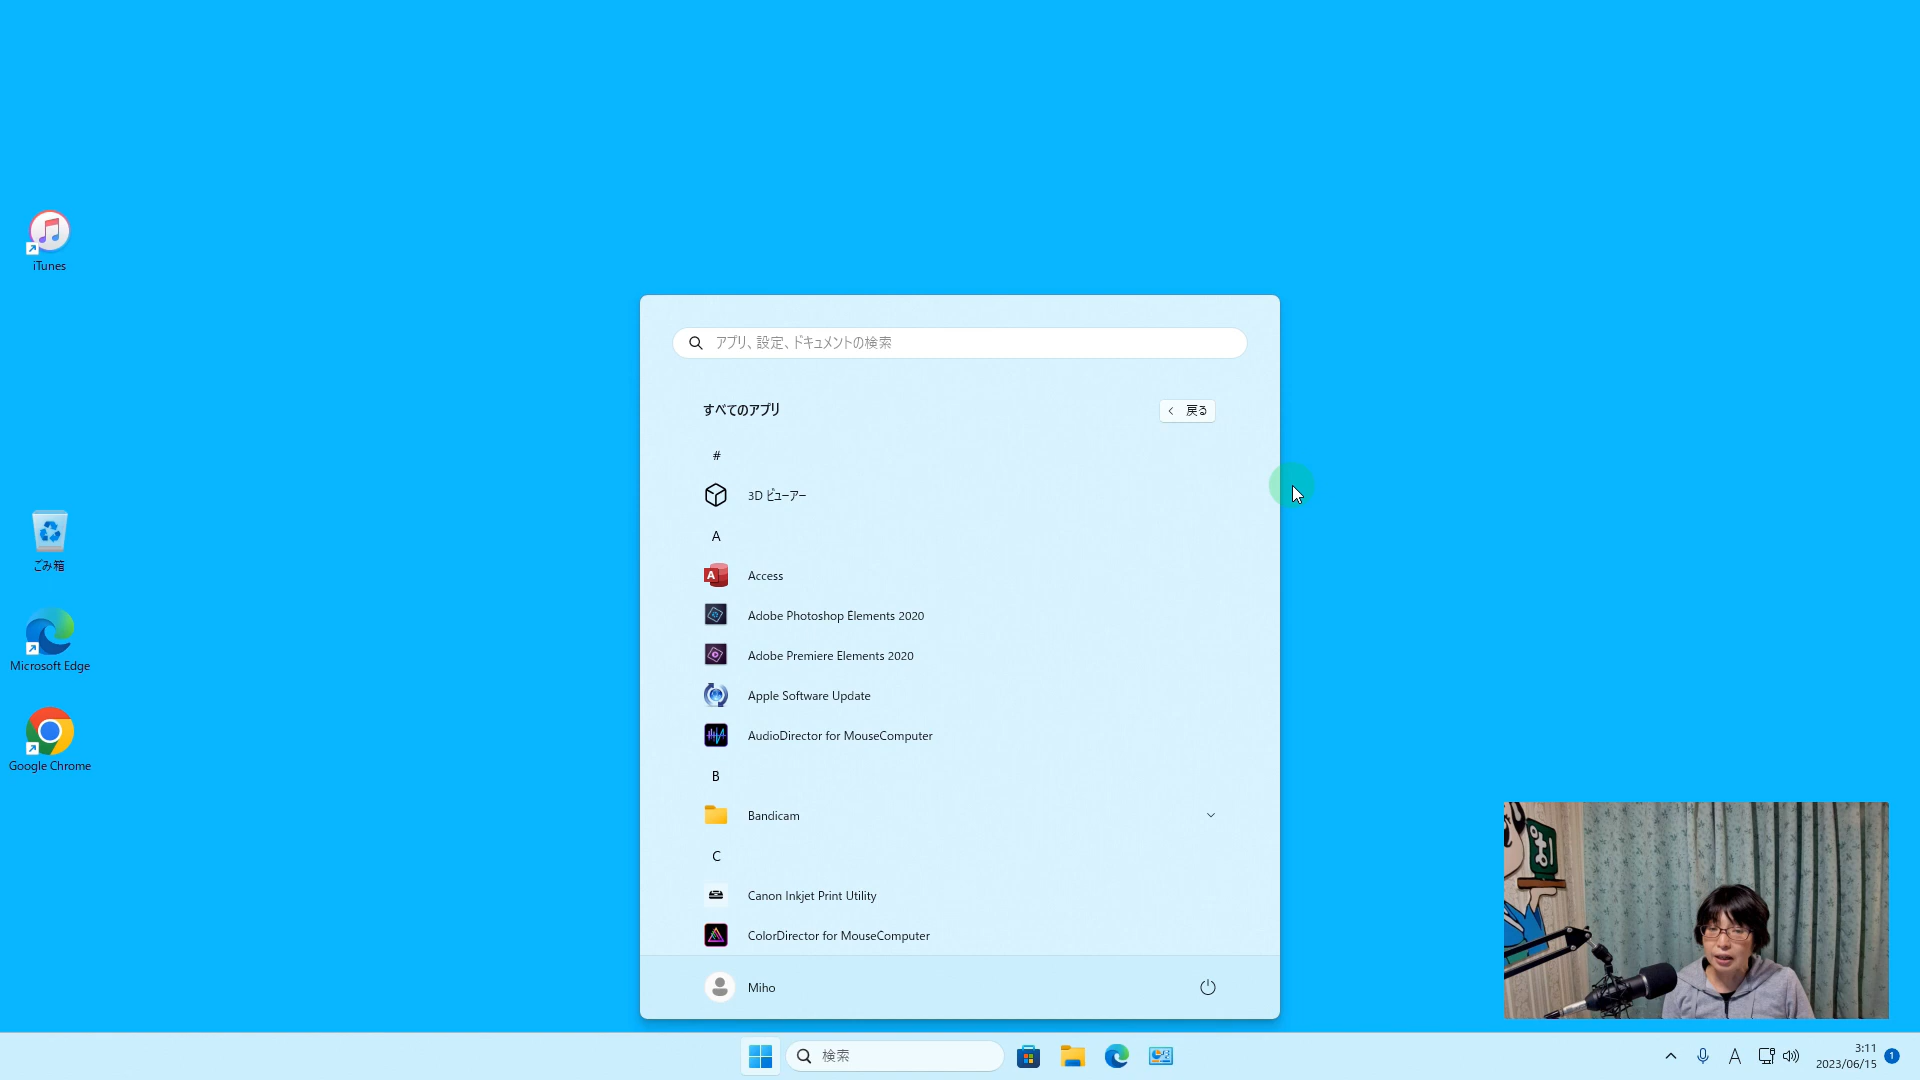 iTunes
ごみ箱
Microsoft Edge
Google Chrome
アプリ、設定、ドキュメントの検索
すべてのアプリ
戻る
#
3D ビューアー
A
Access
Adobe Photoshop Elements 2020
Adobe Premiere Elements 2020
Apple Software Update
AudioDirector for MouseComputer
B
Bandicam
C
Canon Inkjet Print Utility
ColorDirector for MouseComputer
Miho
検索
A
3:11
2023/06/15
1